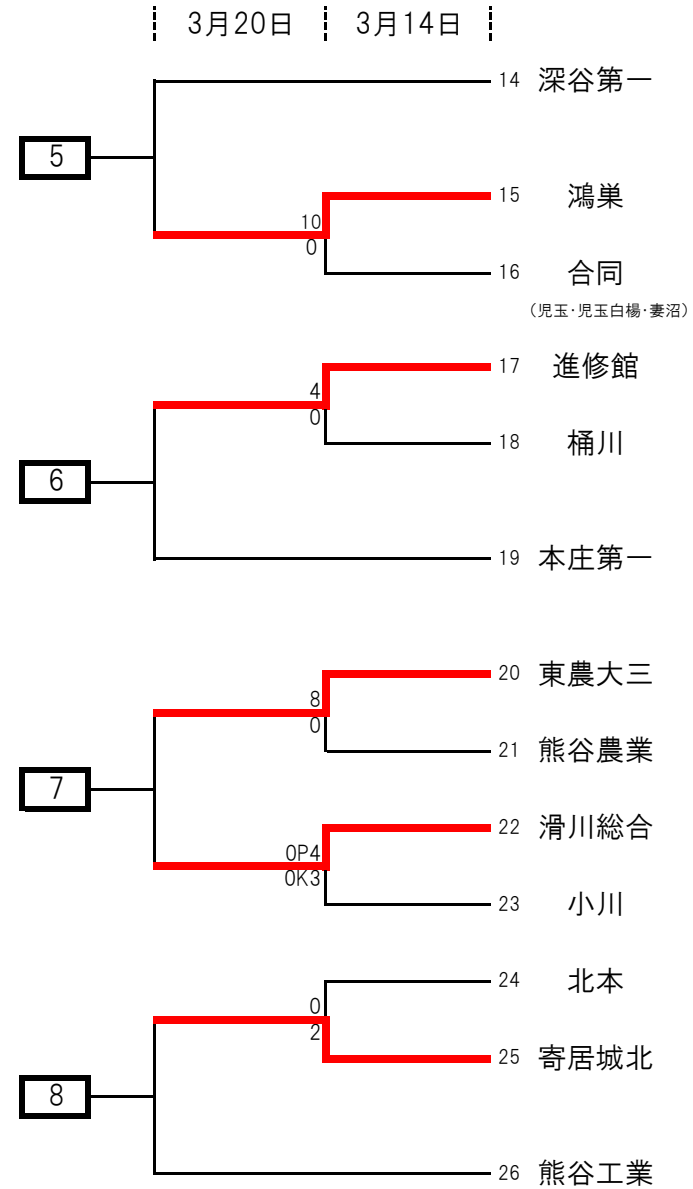 3月20日 3月14日
14 深谷第一
5
15 鴻巣
10
0
16 合同
（児玉･児玉白楊･妻沼）
17 進修館
4
0
18 桶川
6
19 本庄第一
20 東農大三
8
0
21 熊谷農業
7
22 滑川総合
0P4
0K3
23 小川
24 北本
0
2
25 寄居城北
8
26 熊谷工業